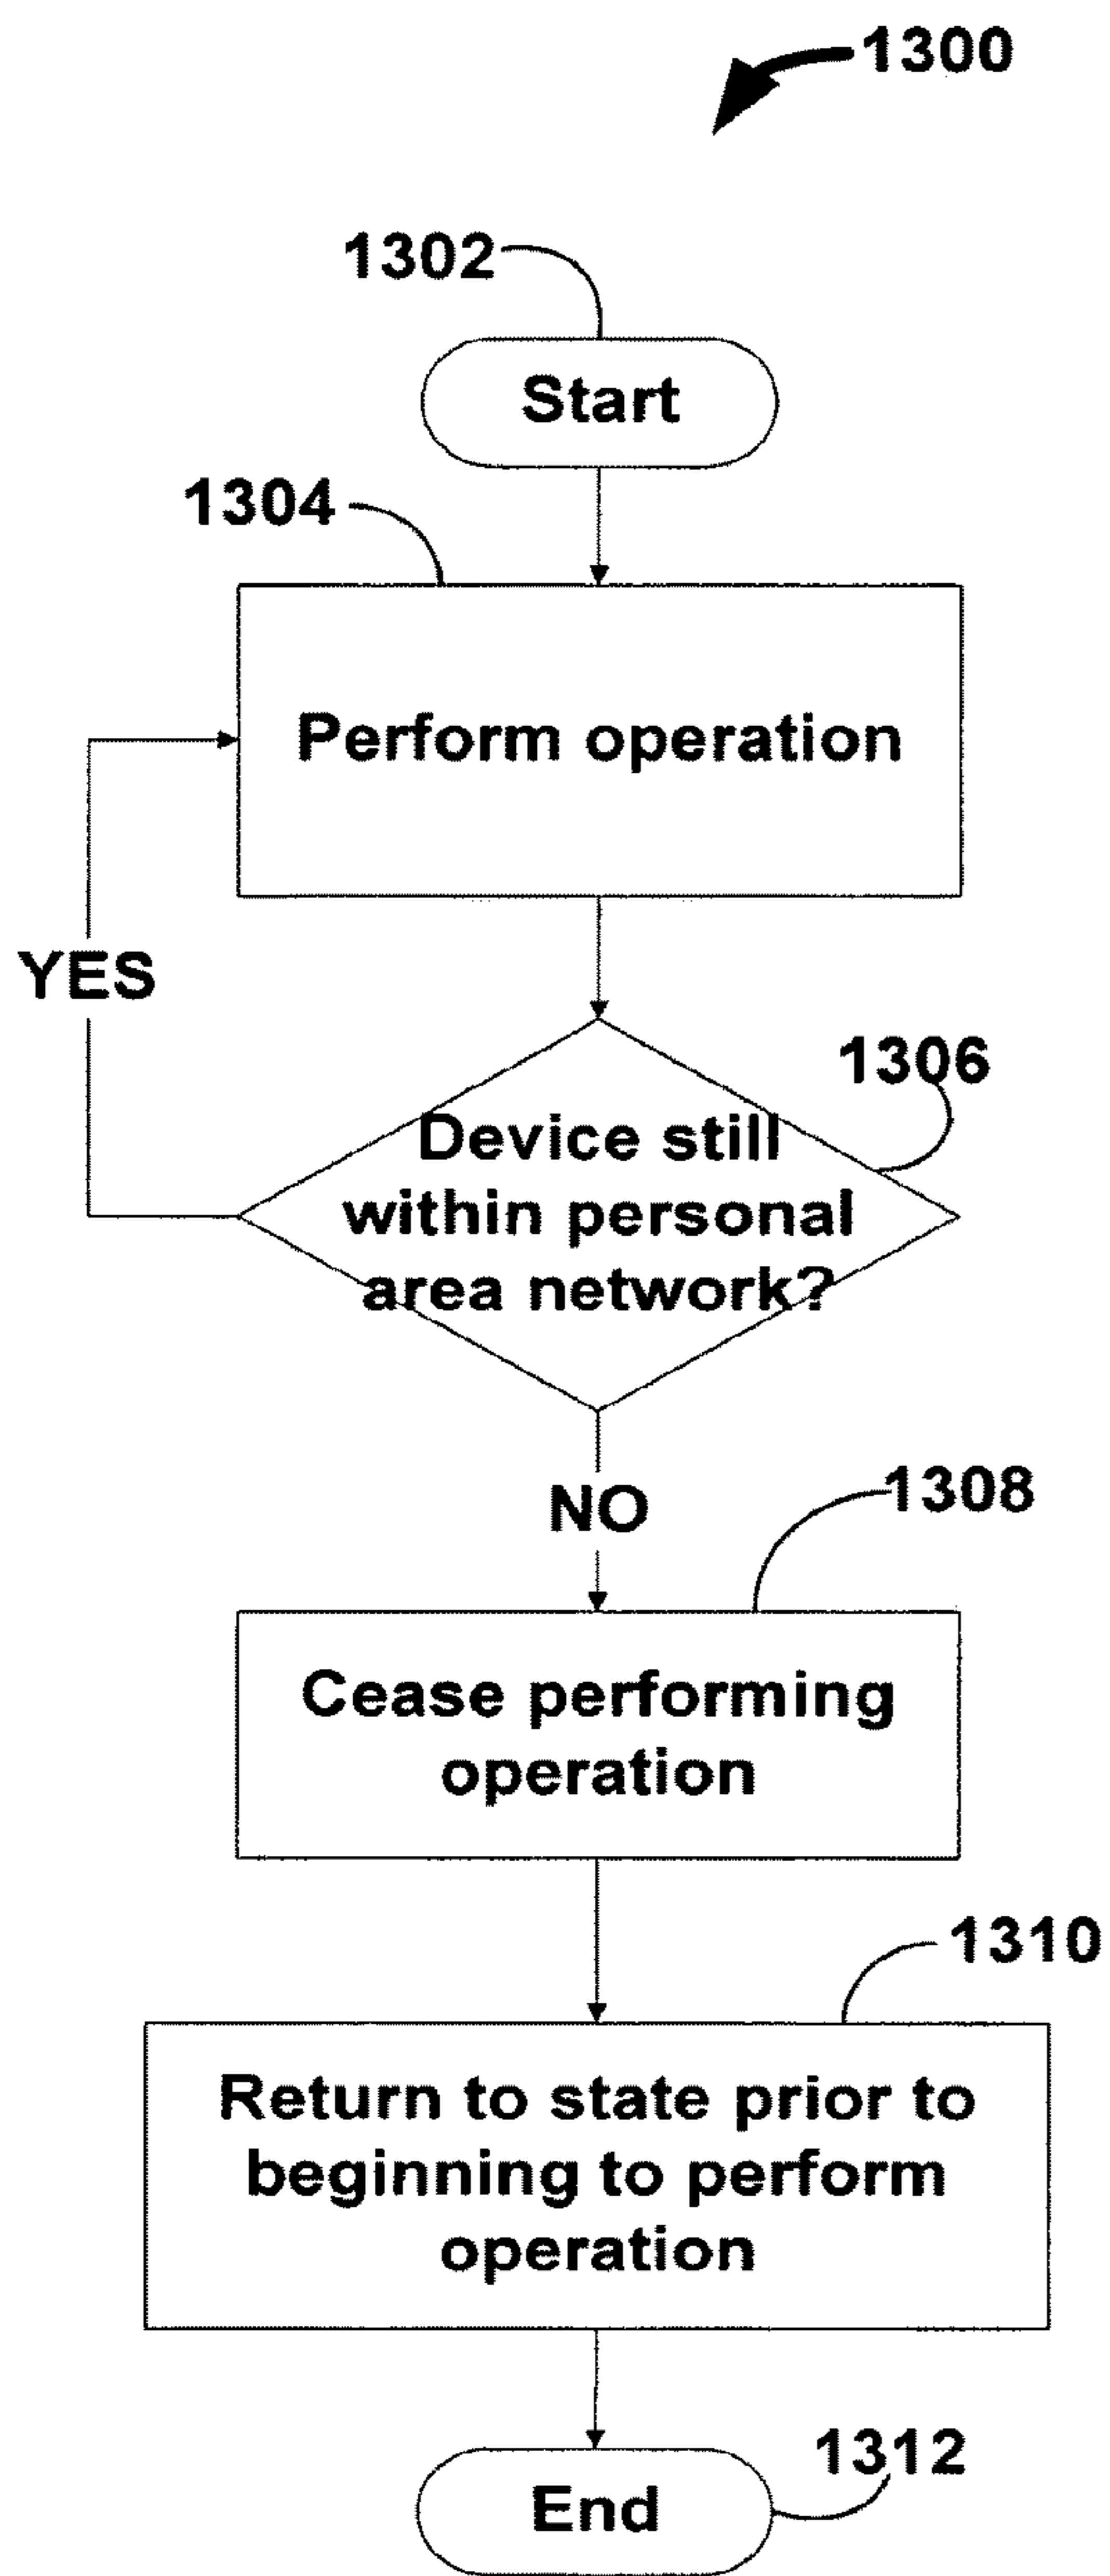 1300
1302
Start
1304
Perform operation
YES
1306
Device still
within personal
area network?
NO
1308
Cease performing
operation
1310
Return to state prior to
beginning to perform
operation
1312
End